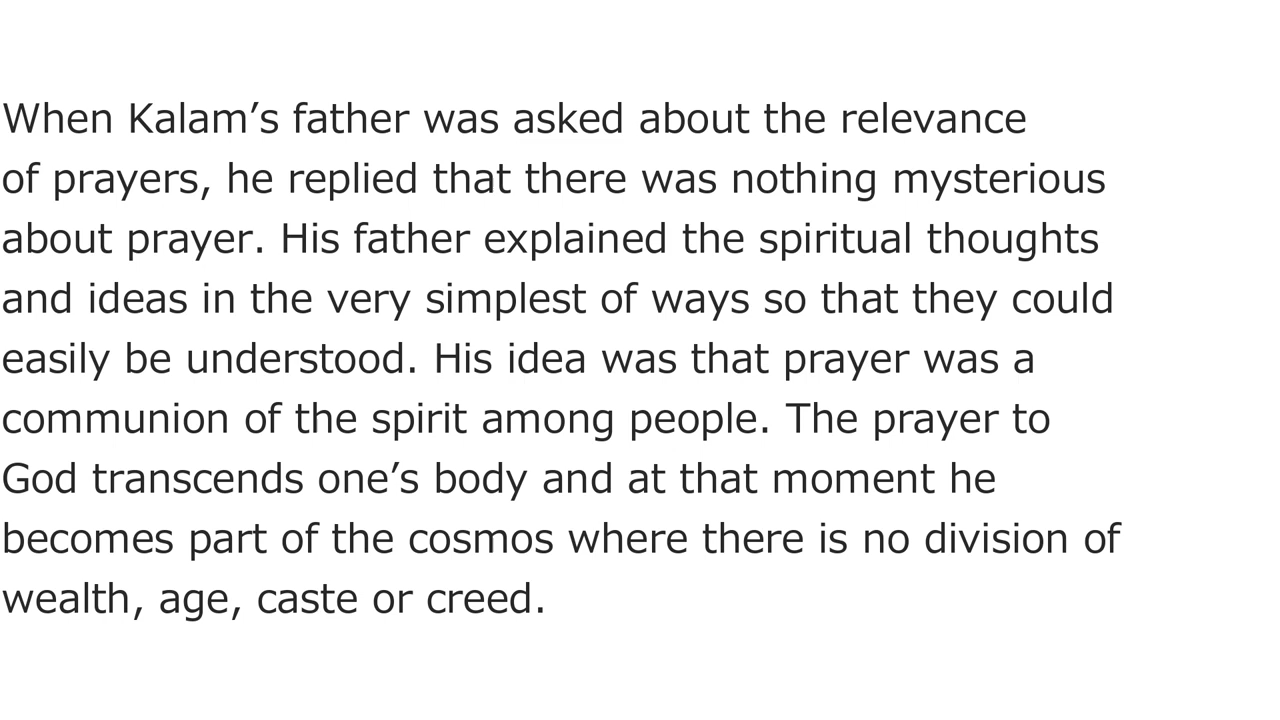 When Kalam’s father was asked about the relevance
of prayers, he replied that there was nothing mysterious
about prayer. His father explained the spiritual thoughts
and ideas in the very simplest of ways so that they could
easily be understood. His idea was that prayer was a
communion of the spirit among people. The prayer to
God transcends one’s body and at that moment he
becomes part of the cosmos where there is no division of
wealth, age, caste or creed.